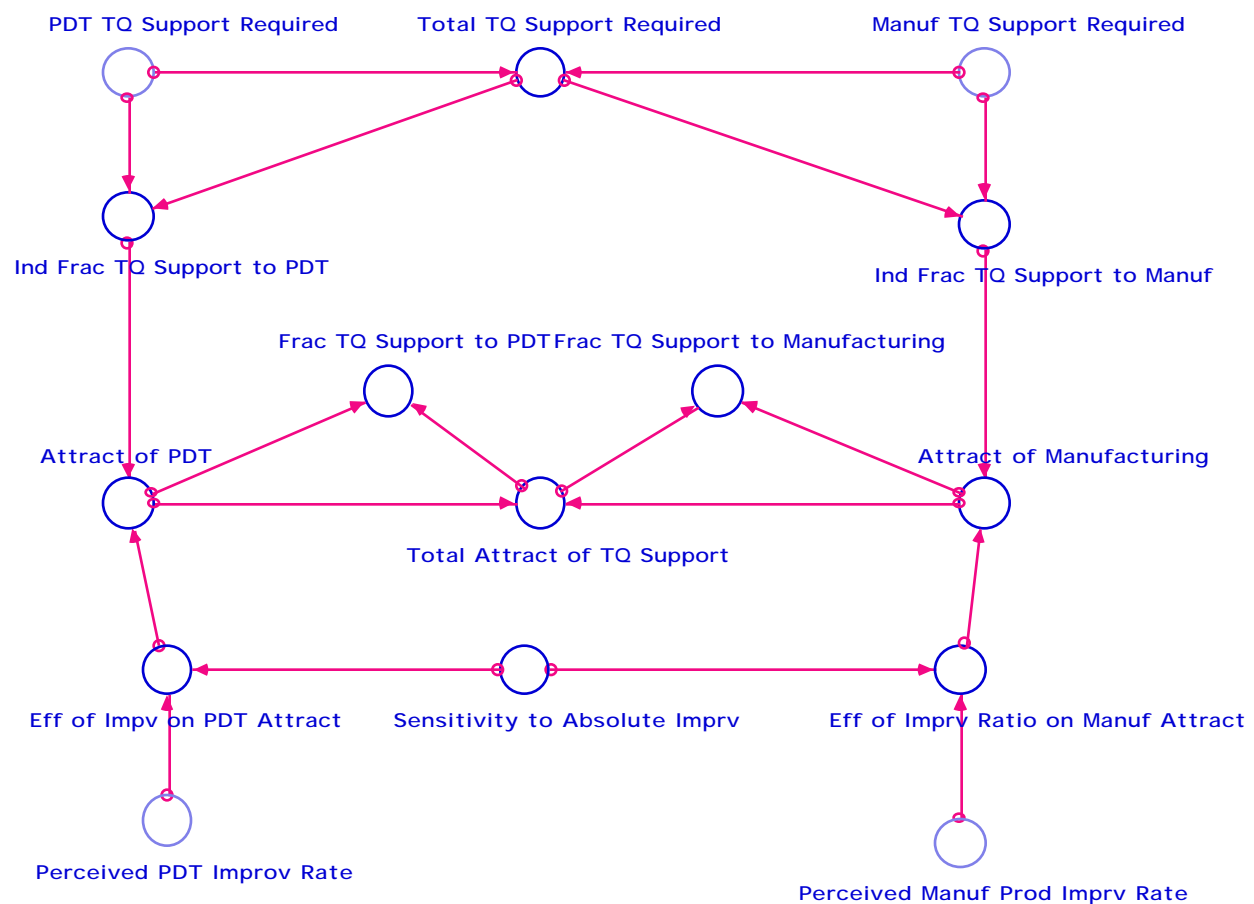 PDT TQ Support Required
Total TQ Support Required
Manuf TQ Support Required
Ind Frac TQ Support to PDT
Ind Frac TQ Support to Manuf
Frac TQ Support to PDT
Frac TQ Support to Manufacturing
Attract of PDT
Attract of Manufacturing
Total Attract of TQ Support
Eff of Impv on PDT Attract
Sensitivity to Absolute Imprv
Eff of Imprv Ratio on Manuf Attract
Perceived PDT Improv Rate
Perceived Manuf Prod Imprv Rate